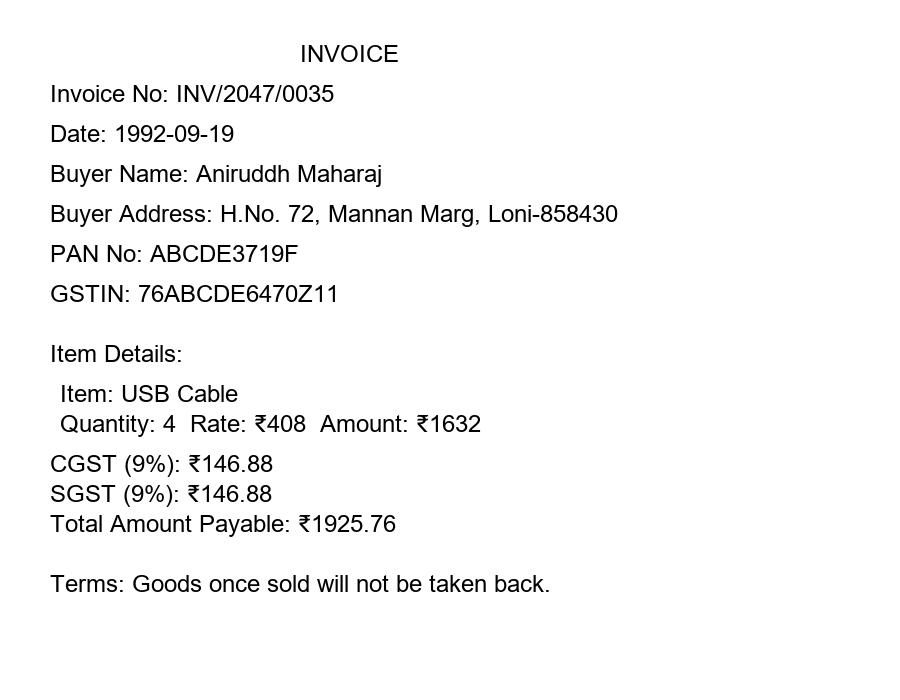 INVOICE
Invoice No: INV/2047/0035
Date: 1992-09-19
Buyer Name: Aniruddh Maharaj
Buyer Address: H.No. 72, Mannan Marg, Loni-858430
PAN No: ABCDE3719F
GSTIN: 76ABCDE6470Z11
Item Details:
Item: USB Cable
Quantity: 4  Rate: ₹408  Amount: ₹1632
CGST (9%): ₹146.88
SGST (9%): ₹146.88
Total Amount Payable: ₹1925.76
Terms: Goods once sold will not be taken back.